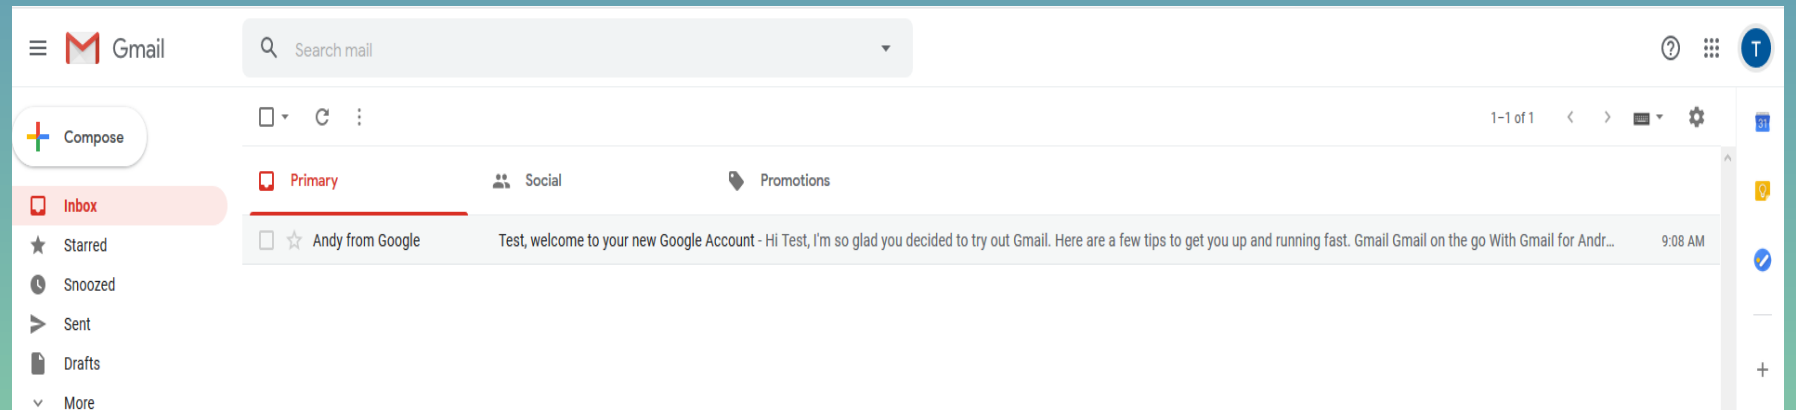 Gmail
Search mail
T
Compose
1–1 of 1
31
Primary
Social
Promotions
Inbox
Andy from Google
Test, welcome to your new Google Account - Hi Test, I'm so glad you decided to try out Gmail. Here are a few tips to get you up and running fast. Gmail Gmail on the go With Gmail for Andr...
9:08 AM
Starred
Snoozed
Sent
Drafts
More